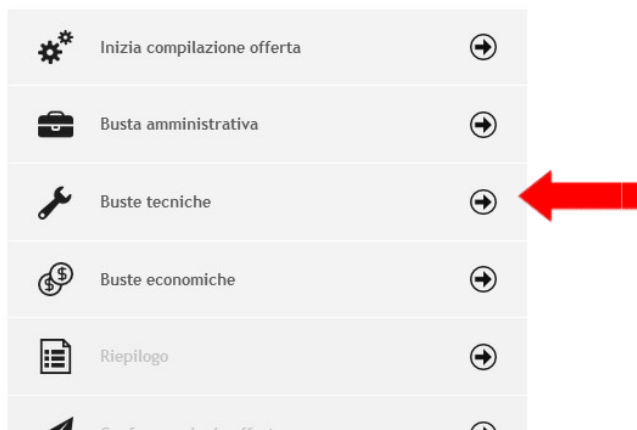 Inizia compilazione offerta
Busta amministrativa
Buste tecniche
Buste economiche
Riepilogo